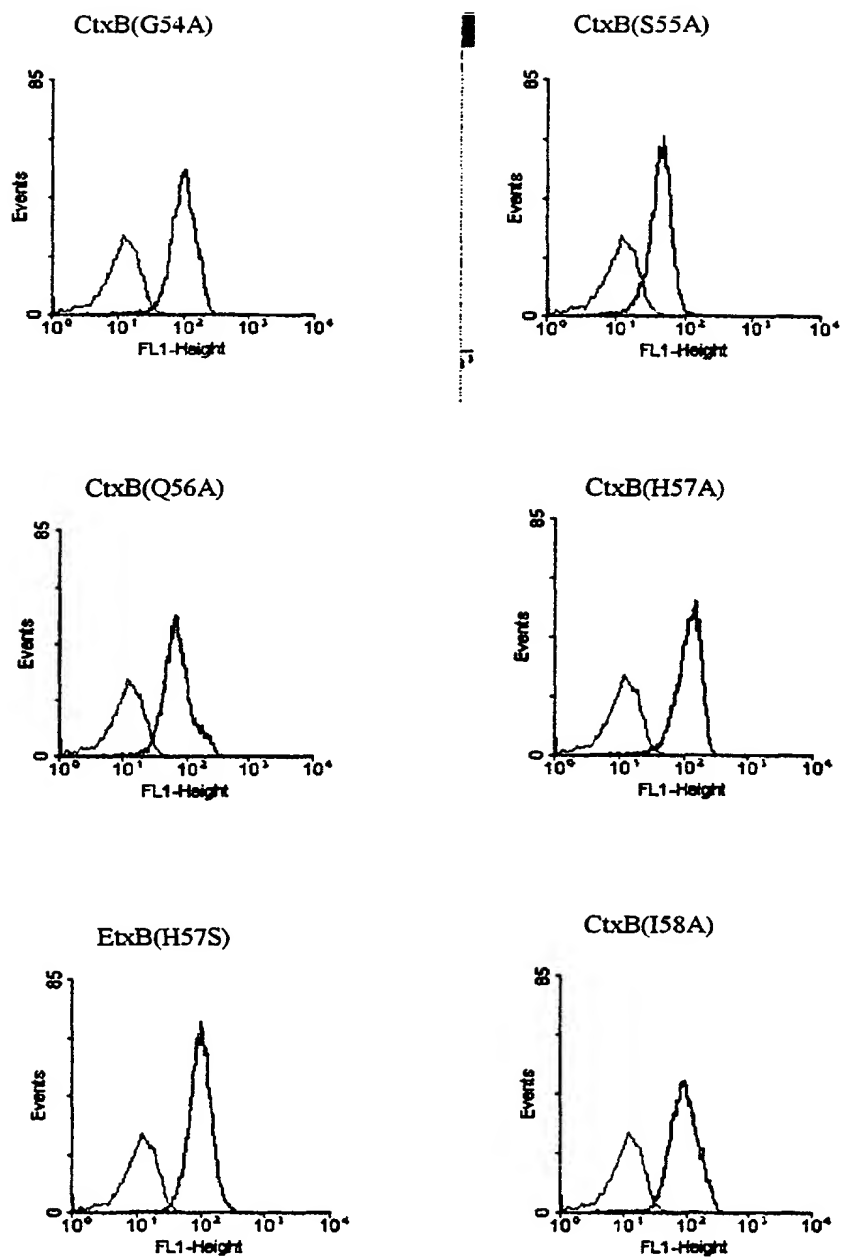 CtxB(G54A)
85
Events
0
10⁰ 10¹ 10² 10³ 10⁴
FL1-Height
CtxB(S55A)
85
Events
0
10⁰ 10¹ 10² 10³ 10⁴
FL1-Height
CtxB(Q56A)
85
Events
0
10⁰ 10¹ 10² 10³ 10⁴
FL1-Height
CtxB(H57A)
85
Events
0
10⁰ 10¹ 10² 10³ 10⁴
FL1-Height
EtxB(H57S)
85
Events
0
10⁰ 10¹ 10² 10³ 10⁴
FL1-Height
CtxB(I58A)
85
Events
0
10⁰ 10¹ 10² 10³ 10⁴
FL1-Height